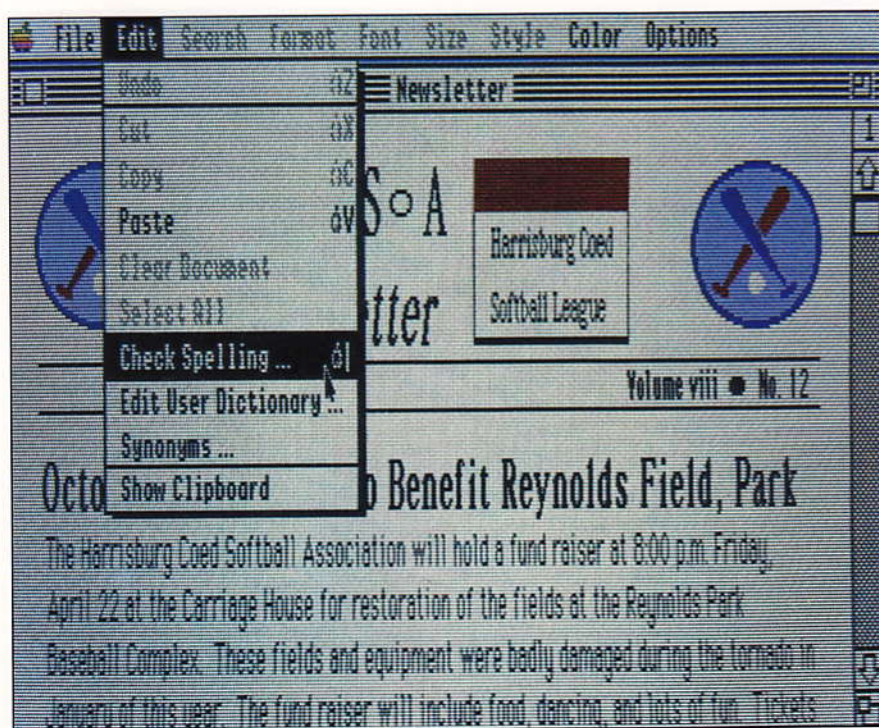 File Edit Search Format Font Size Style Color Options
Newsletter
Undo Z
Cut X
Copy C
Paste V
Clear Document
Select All
Check Spelling ...
Edit User Dictionary ...
Synonyms ...
Show Clipboard
S ○ A
Harrisburg Coed
Softball League
tter
1
Volume viii ● No. 12
Octo
Benefit Reynolds Field, Park
The Harrisburg Coed Softball Association will hold a fund raiser at 8:00 p.m. Friday,
April 22 at the Carriage House for restoration of the fields at the Reynolds Park
Baseball Complex. These fields and equipment were badly damaged during the tornado in
January of this year. The fund raiser will include food, dancing, and lots of fun. Tickets